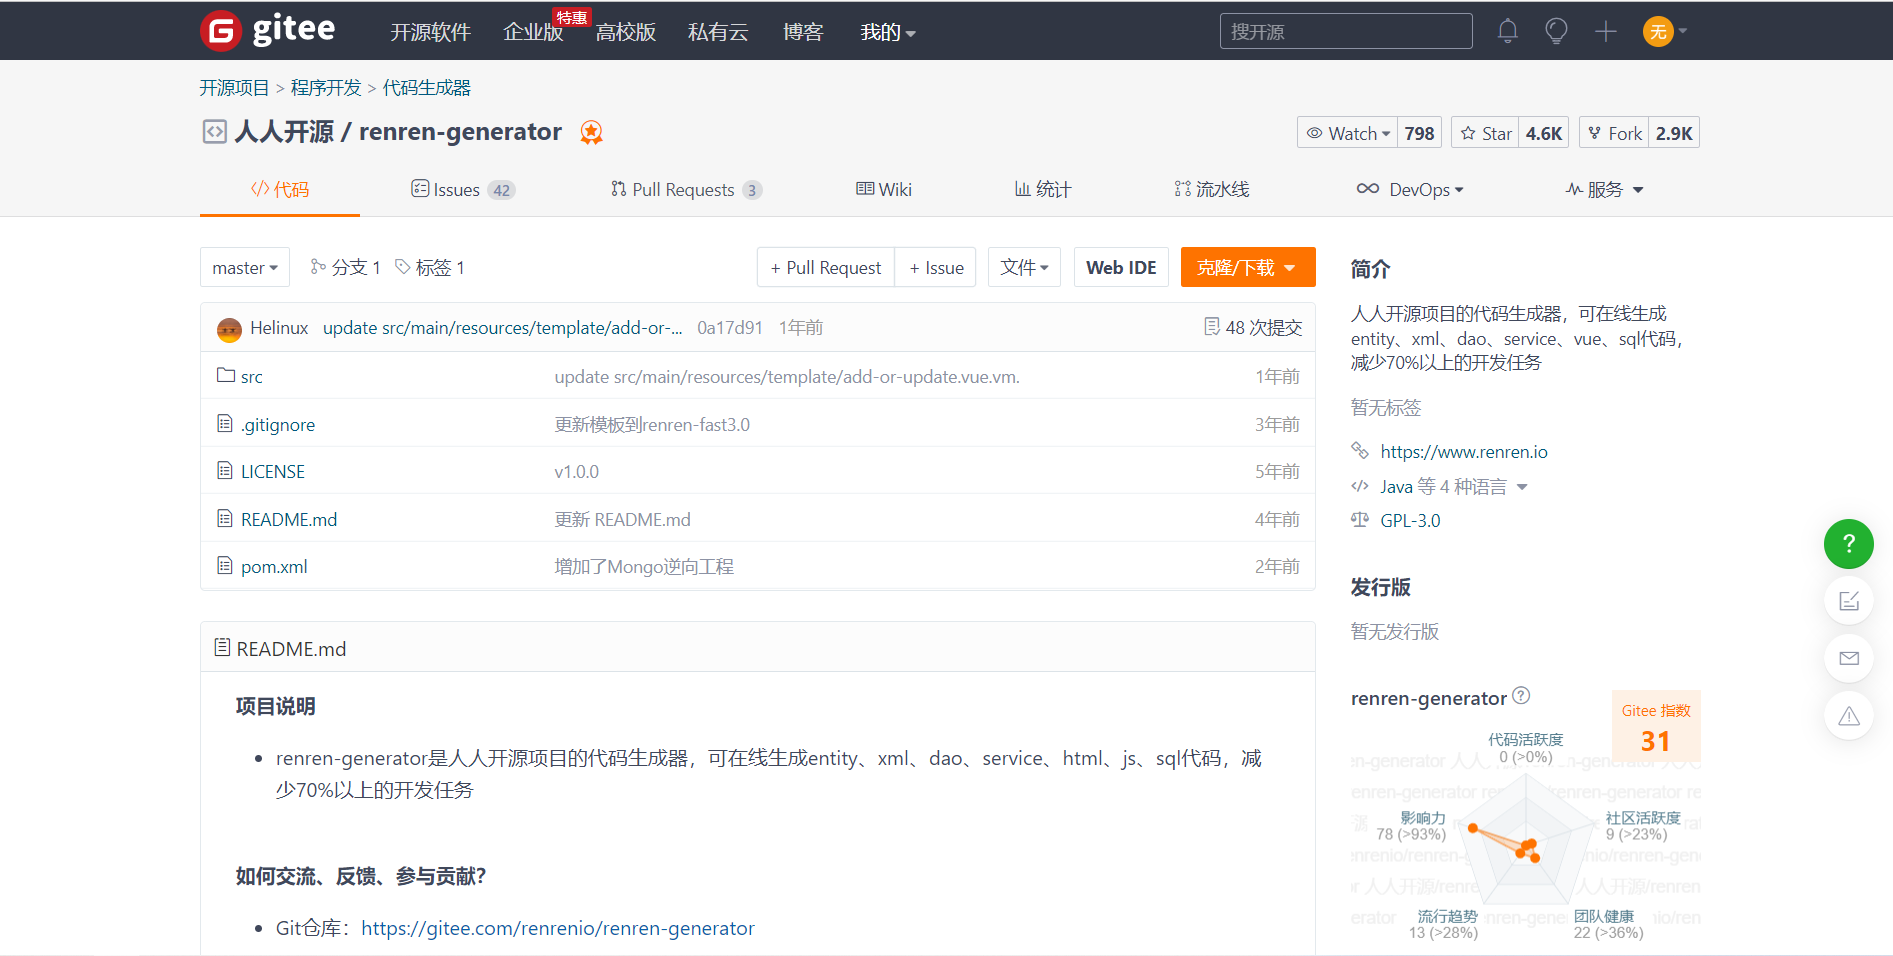 gitee
开源软件
企业版
特惠
高校版
私有云
博客
我的
搜开源
无
开源项目 > 程序开发 > 代码生成器
人人开源 / renren-generator
Watch 798
Star 4.6K
Fork 2.9K
代码
Issues 42
Pull Requests 3
Wiki
统计
流水线
DevOps
服务
master
分支 1
标签 1
+ Pull Request
+ Issue
文件
Web IDE
克隆/下载
Helinux update src/main/resources/template/add-or-... 0a17d91 1年前
48 次提交
src update src/main/resources/template/add-or-update.vue.vm. 1年前
.gitignore 更新模板到renren-fast3.0 3年前
LICENSE v1.0.0 5年前
README.md 更新 README.md 4年前
pom.xml 增加了Mongo逆向工程 2年前
README.md
项目说明
renren-generator是人人开源项目的代码生成器，可在线生成entity、xml、dao、service、html、js、sql代码，减
少70%以上的开发任务
如何交流、反馈、参与贡献？
Git仓库：https://gitee.com/renrenio/renren-generator
简介
人人开源项目的代码生成器，可在线生成
entity、xml、dao、service、vue、sql代码，
减少70%以上的开发任务
暂无标签
https://www.renren.io
Java 等 4 种语言
GPL-3.0
发行版
暂无发行版
renren-generator
Gitee 指数
31
代码活跃度
0 (>0%)
影响力
78 (>93%)
社区活跃度
9 (>23%)
流行趋势
13 (>28%)
团队健康
22 (>36%)